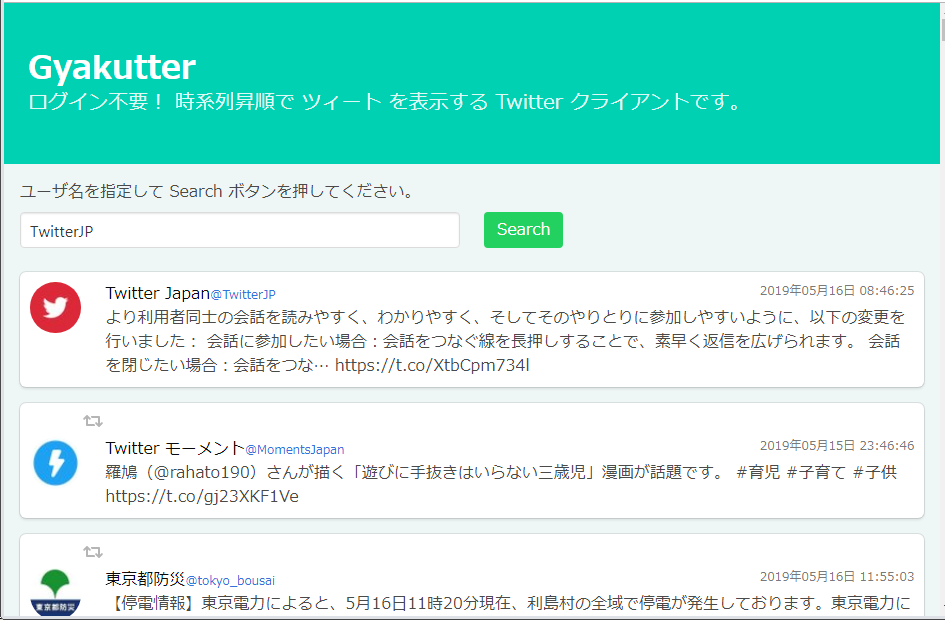 Gyakutter
ログイン不要！ 時系列昇順で ツィート を表示する Twitter クライアントです。
ユーザ名を指定して Search ボタンを押してください。
TwitterJP
Search
Twitter Japan@TwitterJP
2019年05月16日 08:46:25
より利用者同士の会話を読みやすく、わかりやすく、そしてそのやりとりに参加しやすいように、以下の変更を
行いました： 会話に参加したい場合：会話をつなぐ線を長押しすることで、素早く返信を広げられます。 会話
を閉じたい場合：会話をつな… https://t.co/XtbCpm734l
Twitter モーメント@MomentsJapan
2019年05月15日 23:46:46
羅鳩（@rahato190）さんが描く「遊びに手抜きはいらない三歳児」漫画が話題です。 #育児 #子育て #子供
https://t.co/gj23XKF1Ve
東京都防災
東京都防災@tokyo_bousai
2019年05月16日 11:55:03
【停電情報】東京電力によると、5月16日11時20分現在、利島村の全域で停電が発生しております。東京電力に